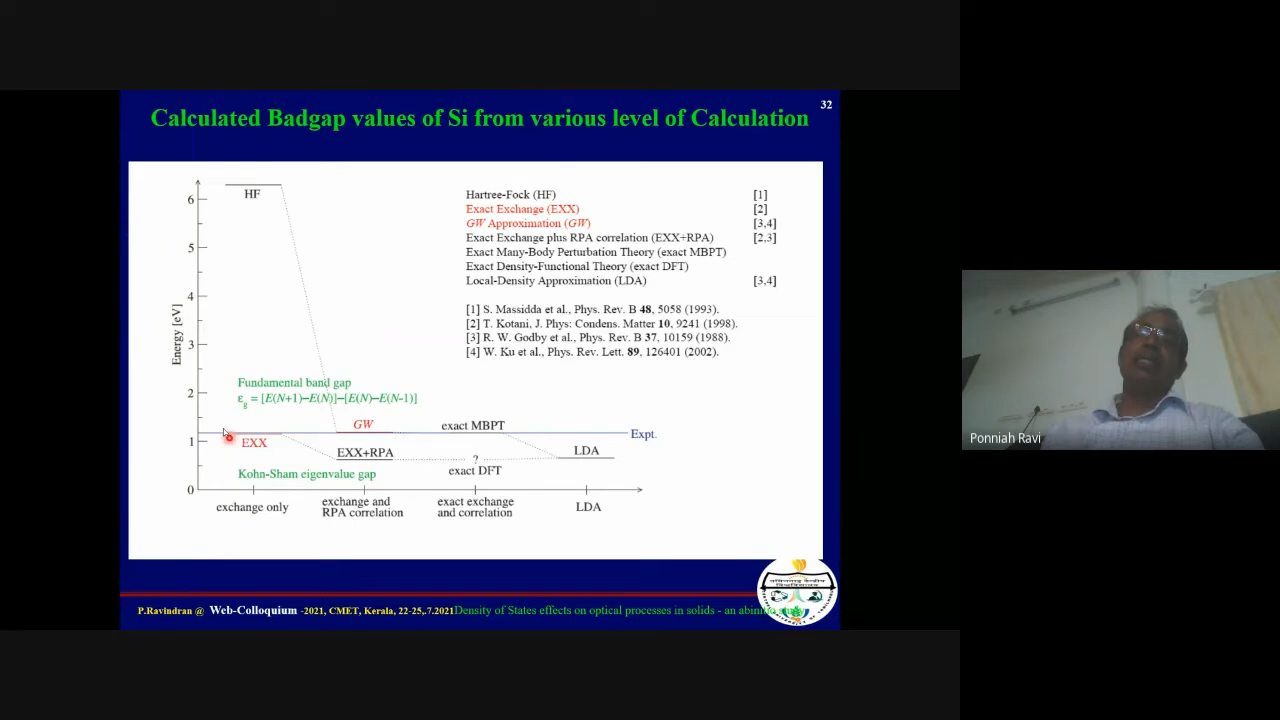 32
Calculated Badgap values of Si from various level of Calculation
HF
6
5
4
3
2
1
0
Energy [eV]
Hartree-Fock (HF) [1]
Exact Exchange (EXX) [2]
GW Approximation (GW) [3,4]
Exact Exchange plus RPA correlation (EXX+RPA) [2,3]
Exact Many-Body Perturbation Theory (exact MBPT)
Exact Density-Functional Theory (exact DFT)
Local-Density Approximation (LDA) [3,4]
[1] S. Massidda et al., Phys. Rev. B 48, 5058 (1993).
[2] T. Kotani, J. Phys: Condens. Matter 10, 9241 (1998).
[3] R. W. Godby et al., Phys. Rev. B 37, 10159 (1988).
[4] W. Ku et al., Phys. Rev. Lett. 89, 126401 (2002).
Fundamental band gap
εg = [E(N+1)–E(N)]–[E(N)–E(N-1)]
GW
exact MBPT
Expt.
EXX
EXX+RPA
?
LDA
exact DFT
Kohn-Sham eigenvalue gap
exchange only
exchange and
RPA correlation
exact exchange
and correlation
LDA
P.Ravindran @ Web-Colloquium -2021, CMET, Kerala, 22-25,.7.2021 Density of States effects on optical processes in solids - an abinitio study
Ponniah Ravi